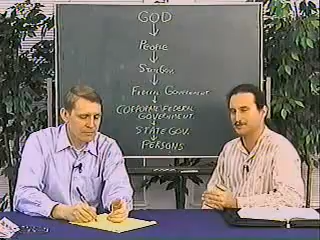 GOD
PEOPLE
STATE GOV.
FEDERAL GOVERNMENT
CORPORATE FEDERAL
GOVERNMENT
STATE GOV.
PERSONS